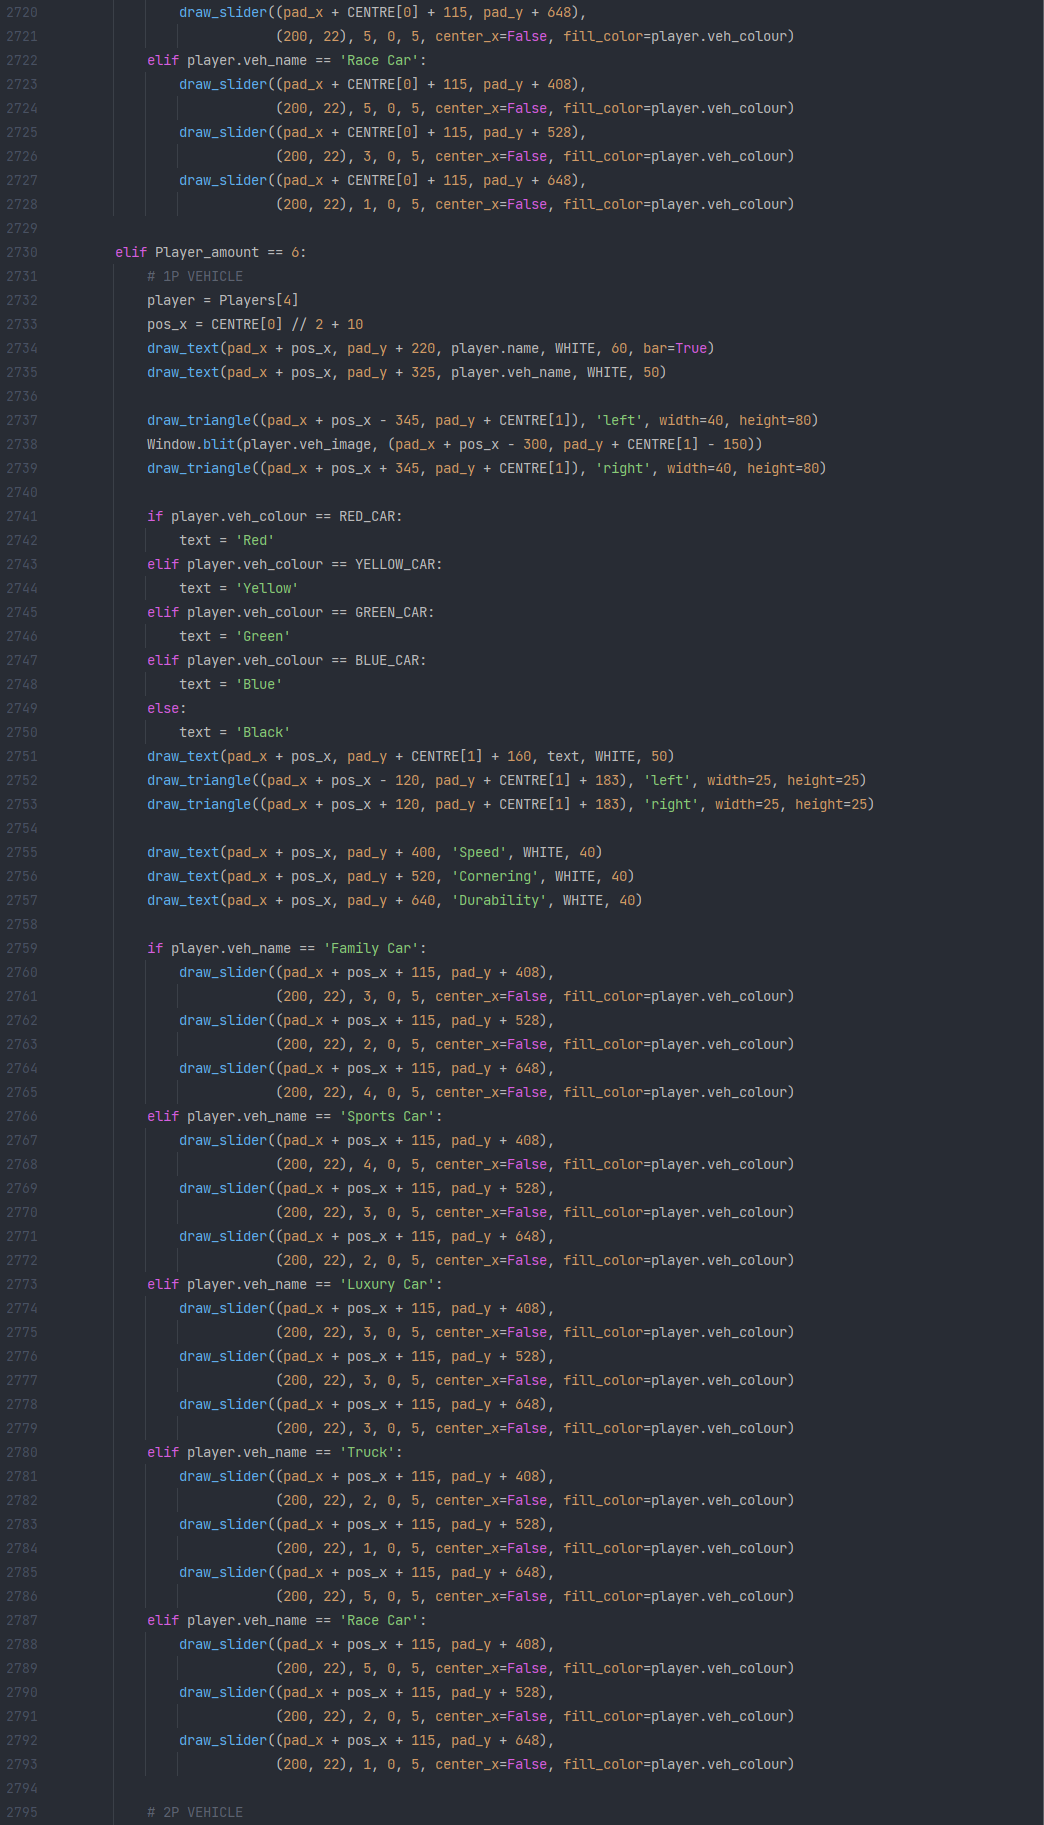 2720                 draw_slider((pad_x + CENTRE[0] + 115, pad_y + 648),
2721                             (200, 22), 5, 0, 5, center_x=False, fill_color=player.veh_colour)
2722             elif player.veh_name == 'Race Car':
2723                 draw_slider((pad_x + CENTRE[0] + 115, pad_y + 408),
2724                             (200, 22), 5, 0, 5, center_x=False, fill_color=player.veh_colour)
2725                 draw_slider((pad_x + CENTRE[0] + 115, pad_y + 528),
2726                             (200, 22), 3, 0, 5, center_x=False, fill_color=player.veh_colour)
2727                 draw_slider((pad_x + CENTRE[0] + 115, pad_y + 648),
2728                             (200, 22), 1, 0, 5, center_x=False, fill_color=player.veh_colour)
2729
2730         elif Player_amount == 6:
2731             # 1P VEHICLE
2732             player = Players[4]
2733             pos_x = CENTRE[0] // 2 + 10
2734             draw_text(pad_x + pos_x, pad_y + 220, player.name, WHITE, 60, bar=True)
2735             draw_text(pad_x + pos_x, pad_y + 325, player.veh_name, WHITE, 50)
2736
2737             draw_triangle((pad_x + pos_x - 345, pad_y + CENTRE[1]), 'left', width=40, height=80)
2738             Window.blit(player.veh_image, (pad_x + pos_x - 300, pad_y + CENTRE[1] - 150))
2739             draw_triangle((pad_x + pos_x + 345, pad_y + CENTRE[1]), 'right', width=40, height=80)
2740
2741             if player.veh_colour == RED_CAR:
2742                 text = 'Red'
2743             elif player.veh_colour == YELLOW_CAR:
2744                 text = 'Yellow'
2745             elif player.veh_colour == GREEN_CAR:
2746                 text = 'Green'
2747             elif player.veh_colour == BLUE_CAR:
2748                 text = 'Blue'
2749             else:
2750                 text = 'Black'
2751             draw_text(pad_x + pos_x, pad_y + CENTRE[1] + 160, text, WHITE, 50)
2752             draw_triangle((pad_x + pos_x - 120, pad_y + CENTRE[1] + 183), 'left', width=25, height=25)
2753             draw_triangle((pad_x + pos_x + 120, pad_y + CENTRE[1] + 183), 'right', width=25, height=25)
2754
2755             draw_text(pad_x + pos_x, pad_y + 400, 'Speed', WHITE, 40)
2756             draw_text(pad_x + pos_x, pad_y + 520, 'Cornering', WHITE, 40)
2757             draw_text(pad_x + pos_x, pad_y + 640, 'Durability', WHITE, 40)
2758
2759             if player.veh_name == 'Family Car':
2760                 draw_slider((pad_x + pos_x + 115, pad_y + 408),
2761                             (200, 22), 3, 0, 5, center_x=False, fill_color=player.veh_colour)
2762                 draw_slider((pad_x + pos_x + 115, pad_y + 528),
2763                             (200, 22), 2, 0, 5, center_x=False, fill_color=player.veh_colour)
2764                 draw_slider((pad_x + pos_x + 115, pad_y + 648),
2765                             (200, 22), 4, 0, 5, center_x=False, fill_color=player.veh_colour)
2766             elif player.veh_name == 'Sports Car':
2767                 draw_slider((pad_x + pos_x + 115, pad_y + 408),
2768                             (200, 22), 4, 0, 5, center_x=False, fill_color=player.veh_colour)
2769                 draw_slider((pad_x + pos_x + 115, pad_y + 528),
2770                             (200, 22), 3, 0, 5, center_x=False, fill_color=player.veh_colour)
2771                 draw_slider((pad_x + pos_x + 115, pad_y + 648),
2772                             (200, 22), 2, 0, 5, center_x=False, fill_color=player.veh_colour)
2773             elif player.veh_name == 'Luxury Car':
2774                 draw_slider((pad_x + pos_x + 115, pad_y + 408),
2775                             (200, 22), 3, 0, 5, center_x=False, fill_color=player.veh_colour)
2776                 draw_slider((pad_x + pos_x + 115, pad_y + 528),
2777                             (200, 22), 3, 0, 5, center_x=False, fill_color=player.veh_colour)
2778                 draw_slider((pad_x + pos_x + 115, pad_y + 648),
2779                             (200, 22), 3, 0, 5, center_x=False, fill_color=player.veh_colour)
2780             elif player.veh_name == 'Truck':
2781                 draw_slider((pad_x + pos_x + 115, pad_y + 408),
2782                             (200, 22), 2, 0, 5, center_x=False, fill_color=player.veh_colour)
2783                 draw_slider((pad_x + pos_x + 115, pad_y + 528),
2784                             (200, 22), 1, 0, 5, center_x=False, fill_color=player.veh_colour)
2785                 draw_slider((pad_x + pos_x + 115, pad_y + 648),
2786                             (200, 22), 5, 0, 5, center_x=False, fill_color=player.veh_colour)
2787             elif player.veh_name == 'Race Car':
2788                 draw_slider((pad_x + pos_x + 115, pad_y + 408),
2789                             (200, 22), 5, 0, 5, center_x=False, fill_color=player.veh_colour)
2790                 draw_slider((pad_x + pos_x + 115, pad_y + 528),
2791                             (200, 22), 2, 0, 5, center_x=False, fill_color=player.veh_colour)
2792                 draw_slider((pad_x + pos_x + 115, pad_y + 648),
2793                             (200, 22), 1, 0, 5, center_x=False, fill_color=player.veh_colour)
2794
2795             # 2P VEHICLE